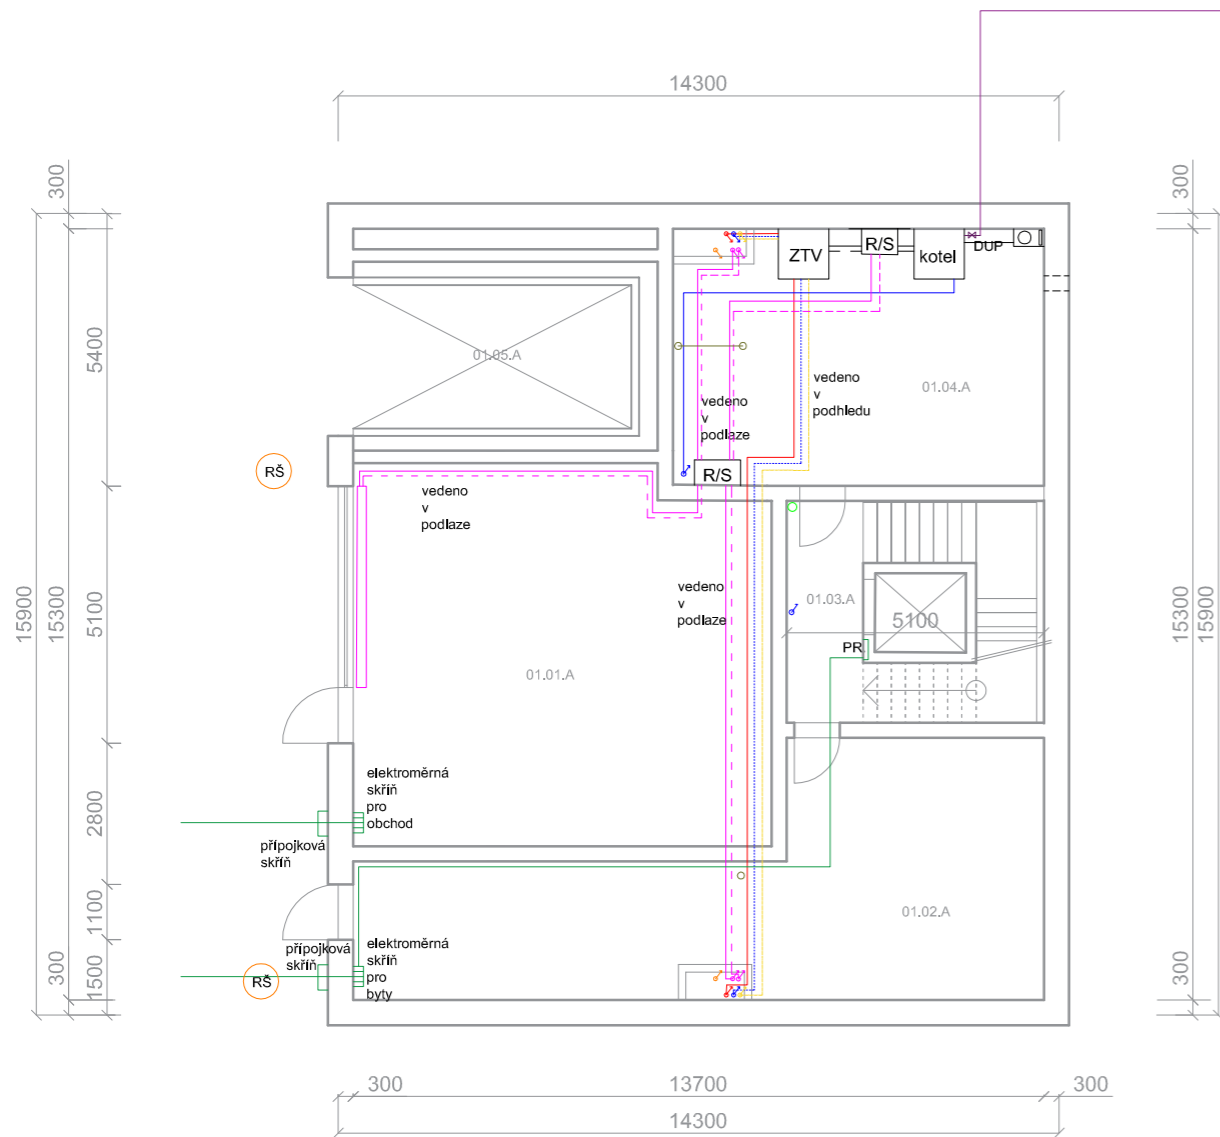 14300
300
300
ZTV
R/S
kotel
DUP
5400
01.05.A
01.04.A
vedeno
v
podhledu
vedeno
v
podlaze
RŠ
R/S
vedeno
v
podlaze
15900
15300
5100
vedeno
v
podlaze
01.03.A
5100
15300
15900
PR
01.01.A
elektroměrná
skříň
pro
obchod
2800
přípojková
skříň
1100
01.02.A
přípojková
skříň
elektroměrná
skříň
pro
byty
RŠ
300
1500
300
300
13700
300
14300